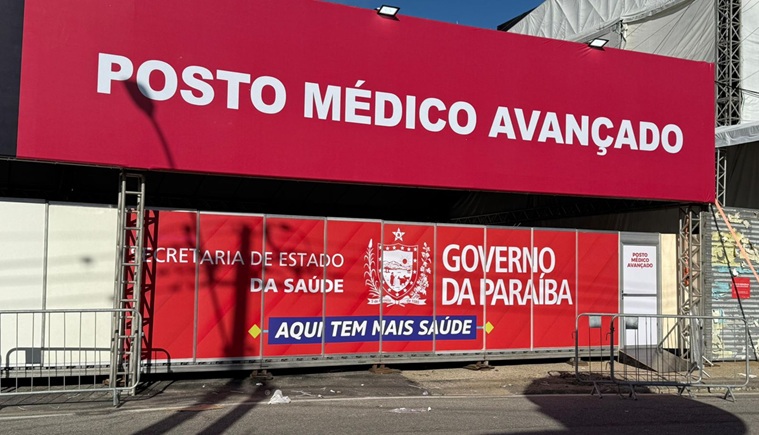 POSTO MÉDICO AVANÇADO
SECRETARIA DE ESTADO
DA SAÚDE
GOVERNO
DA PARAÍBA
AQUI TEM MAIS SAÚDE
POSTO
MÉDICO
AVANÇADO